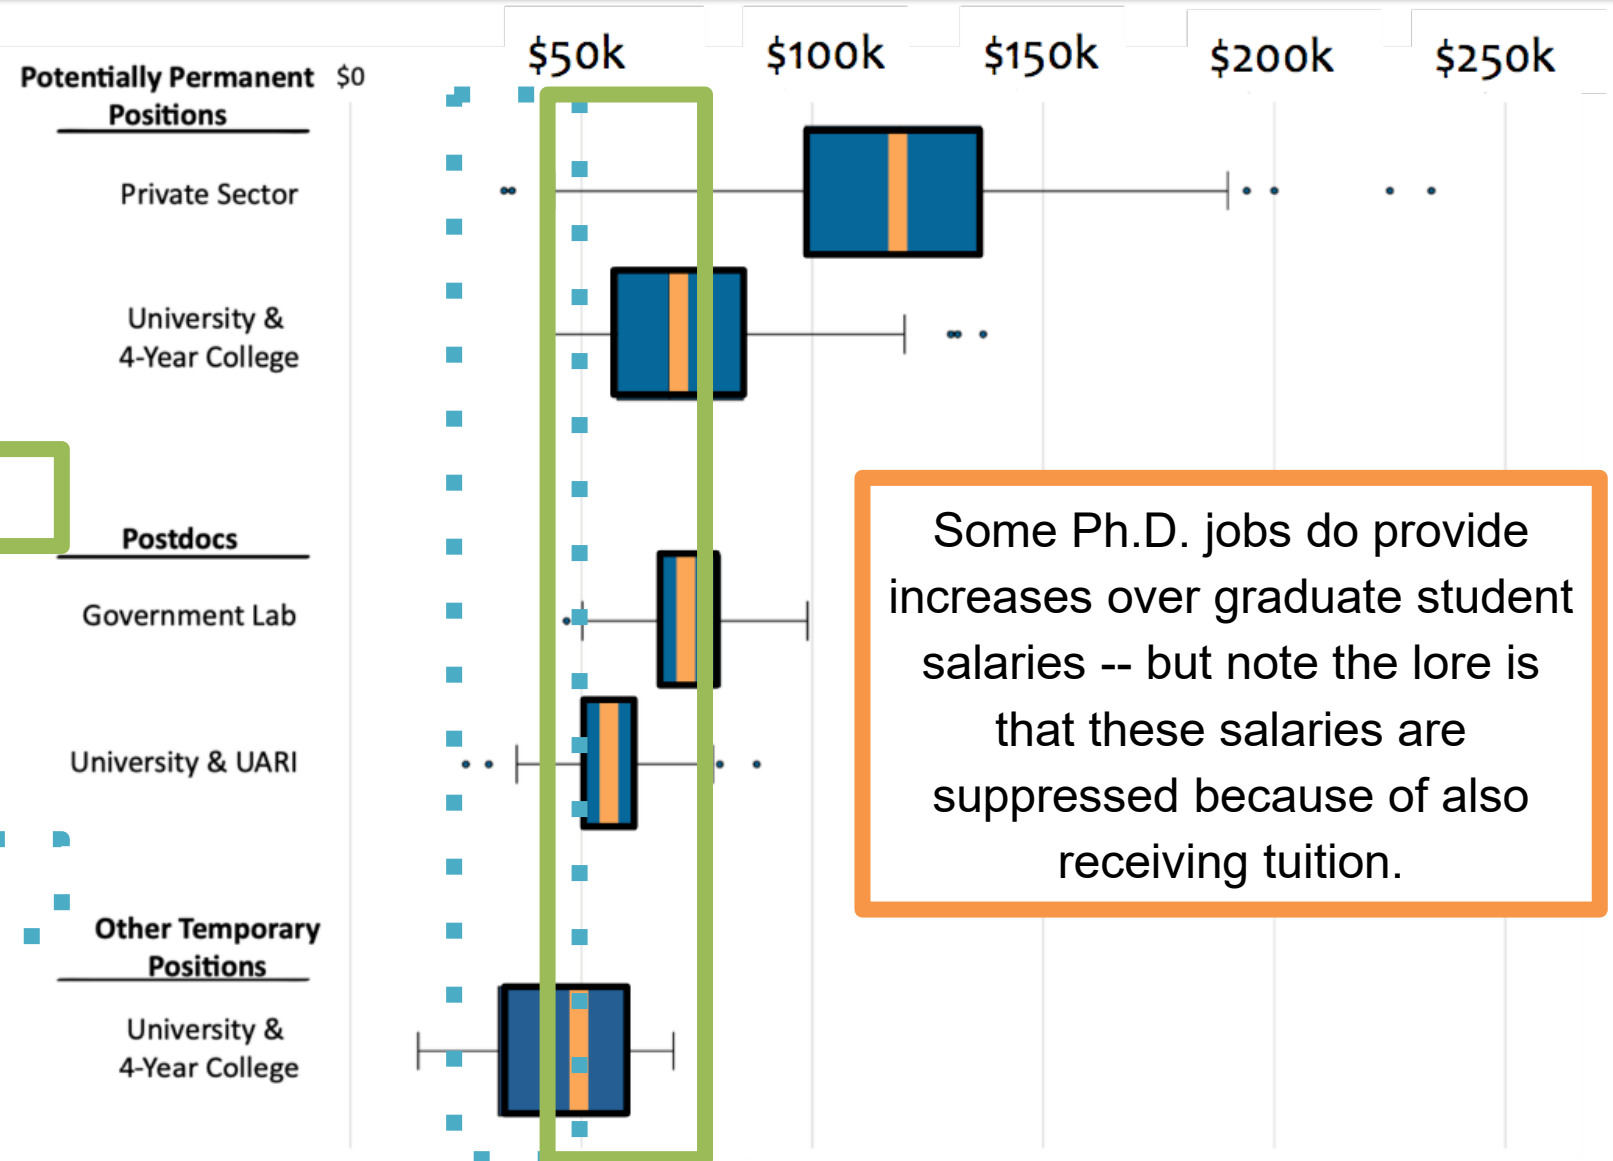 $50k $100k $150k $200k $250k
Potentially Permanent $0
Positions
Private Sector
University &
4-Year College
Postdocs
Government Lab
University & UARI
Other Temporary
Positions
University &
4-Year College
Some Ph.D. jobs do provide
increases over graduate student
salaries -- but note the lore is
that these salaries are
suppressed because of also
receiving tuition.